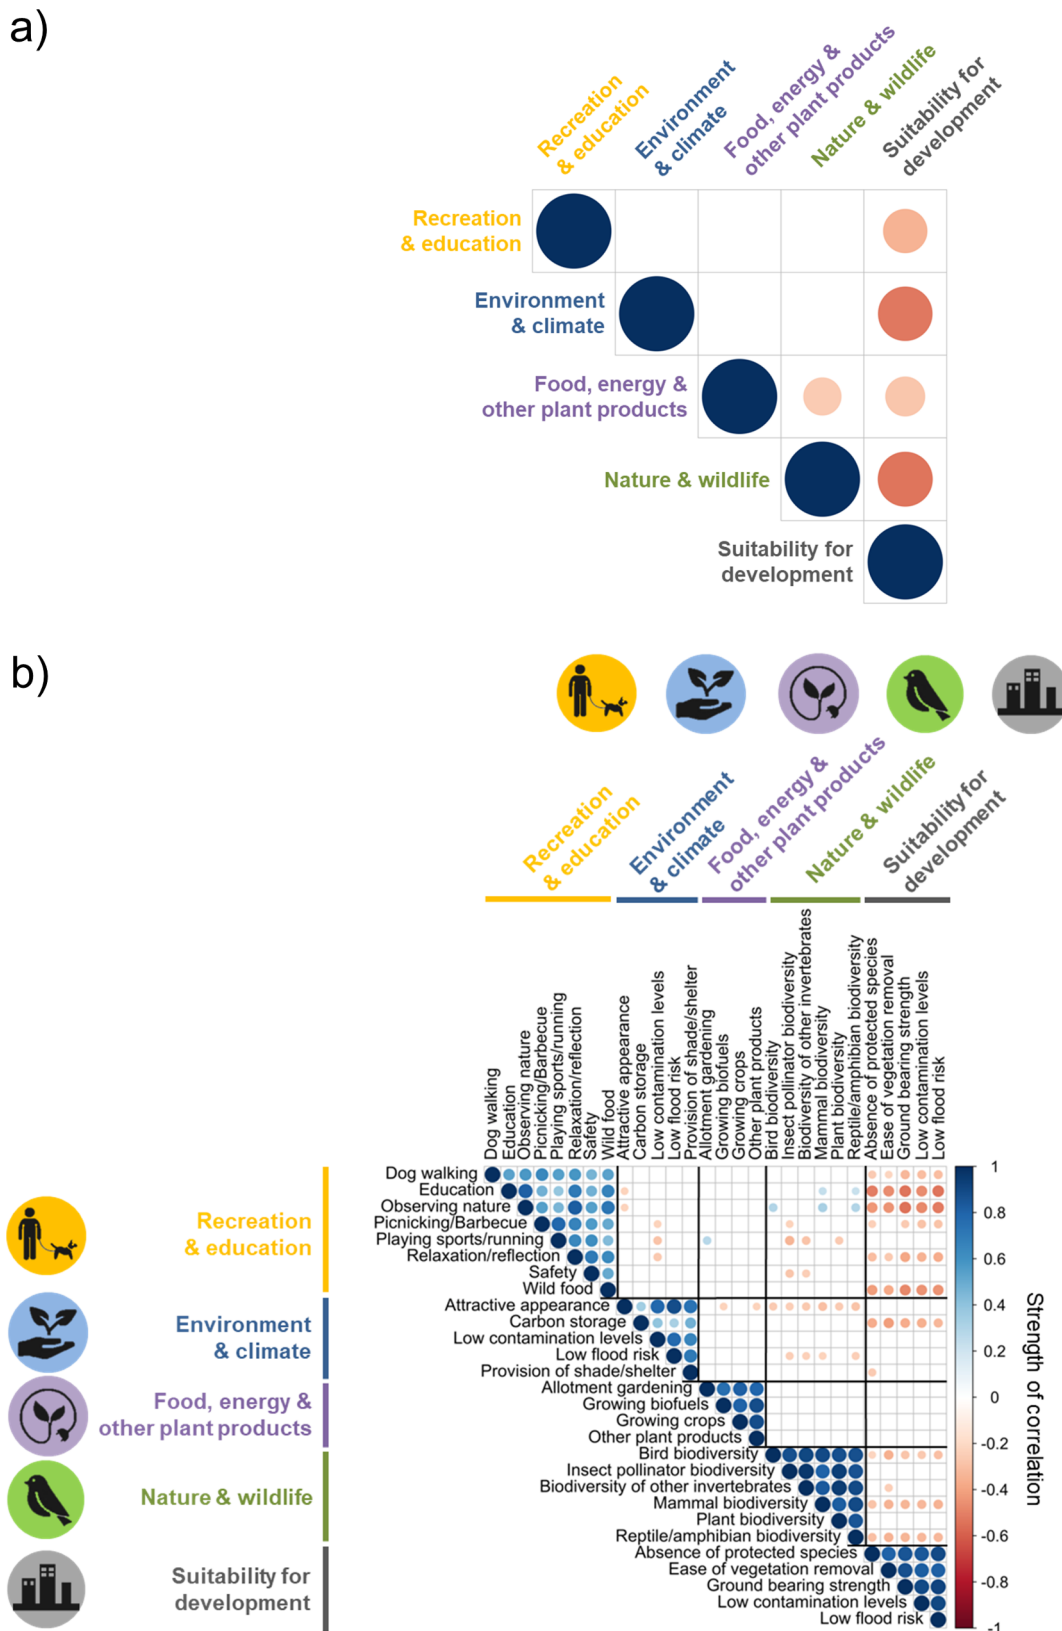 a)
Recreation
& education
Environment
& climate
Food, energy &
other plant products
Nature & wildlife
Suitability for
development
Recreation
& education
Environment
& climate
Food, energy &
other plant products
Nature & wildlife
Suitability for
development
b)
Recreation
& education
Environment
& climate
Food, energy &
other plant products
Nature & wildlife
Suitability for
development
Dog walking
Education
Observing nature
Picnicking/Barbecue
Playing sports/running
Relaxation/reflection
Safety
Wild food
Attractive appearance
Carbon storage
Low contamination levels
Low flood risk
Provision of shade/shelter
Allotment gardening
Growing biofuels
Growing crops
Other plant products
Bird biodiversity
Insect pollinator biodiversity
Biodiversity of other invertebrates
Mammal biodiversity
Plant biodiversity
Reptile/amphibian biodiversity
Absence of protected species
Ease of vegetation removal
Ground bearing strength
Low contamination levels
Low flood risk
Recreation
& education
Environment
& climate
Food, energy &
other plant products
Nature & wildlife
Suitability for
development
Dog walking
Education
Observing nature
Picnicking/Barbecue
Playing sports/running
Relaxation/reflection
Safety
Wild food
Attractive appearance
Carbon storage
Low contamination levels
Low flood risk
Provision of shade/shelter
Allotment gardening
Growing biofuels
Growing crops
Other plant products
Bird biodiversity
Insect pollinator biodiversity
Biodiversity of other invertebrates
Mammal biodiversity
Plant biodiversity
Reptile/amphibian biodiversity
Absence of protected species
Ease of vegetation removal
Ground bearing strength
Low contamination levels
Low flood risk
1
0.8
0.6
0.4
0.2
0
-0.2
-0.4
-0.6
-0.8
-1
Strength of correlation